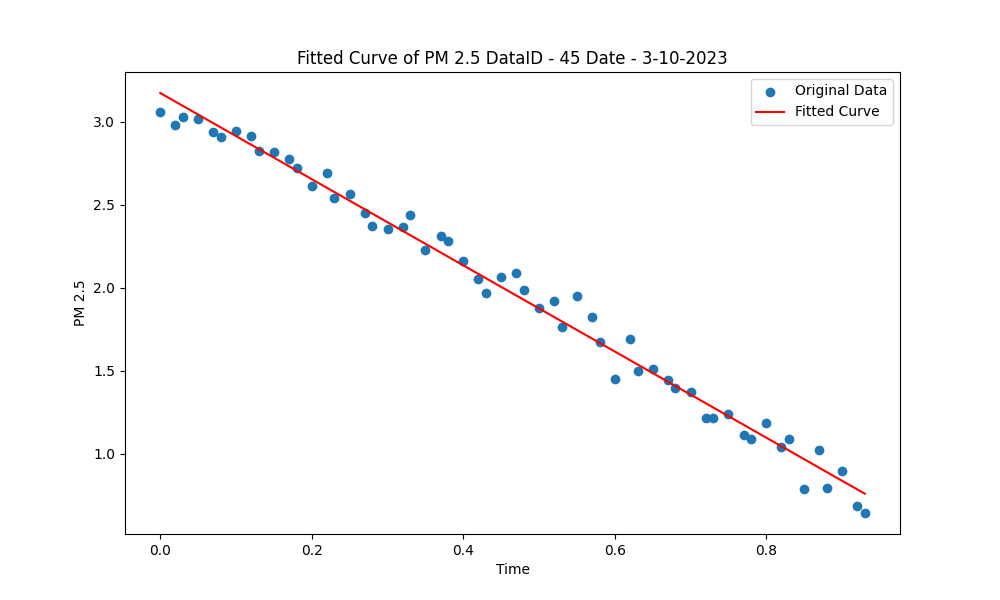 Fitted Curve of PM 2.5 DataID - 45 Date - 3-10-2023
Original Data
Fitted Curve
3.0
2.5
2.0
1.5
1.0
PM 2.5
0.0 0.2 0.4 0.6 0.8
Time